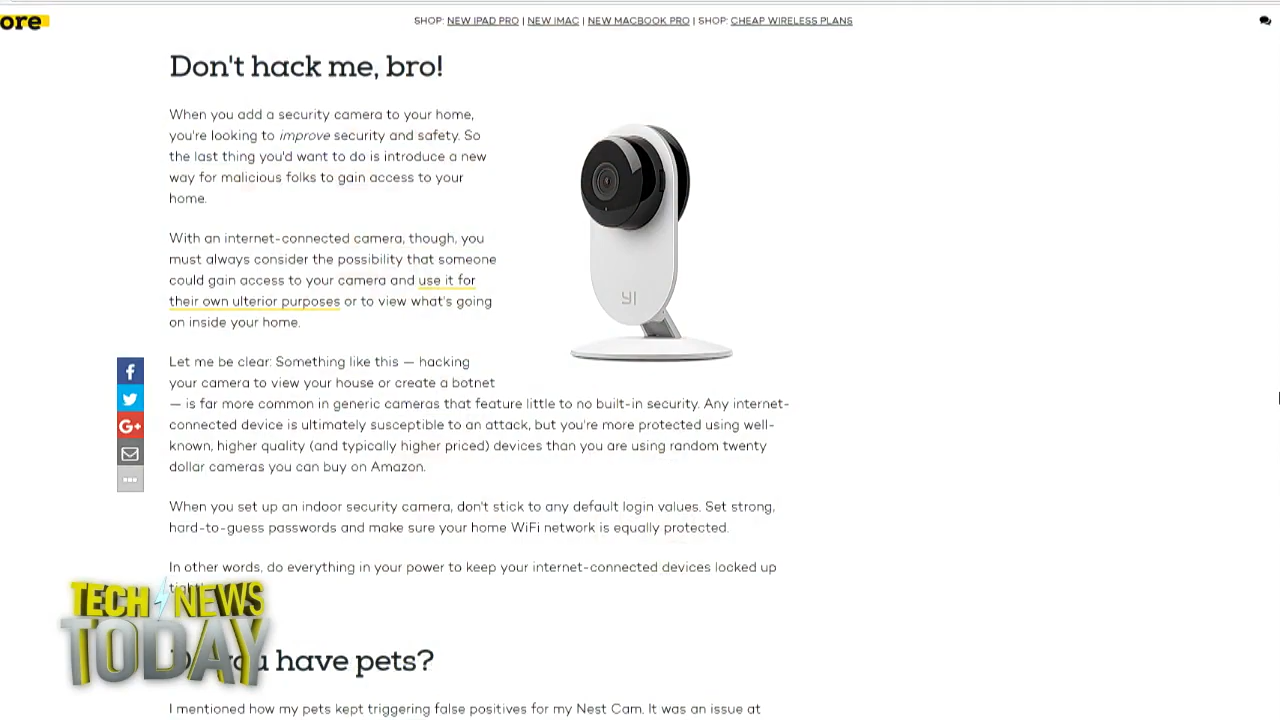 ore
SHOP: NEW IPAD PRO | NEW IMAC | NEW MACBOOK PRO | SHOP: CHEAP WIRELESS PLANS
Don't hack me, bro!
When you add a security camera to your home,
you're looking to improve security and safety. So
the last thing you'd want to do is introduce a new
way for malicious folks to gain access to your
home.
With an internet-connected camera, though, you
must always consider the possibility that someone
could gain access to your camera and use it for
their own ulterior purposes or to view what's going
on inside your home.
YI
Let me be clear: Something like this — hacking
your camera to view your house or create a botnet
— is far more common in generic cameras that feature little to no built-in security. Any internet-
connected device is ultimately susceptible to an attack, but you're more protected using well-
known, higher quality (and typically higher priced) devices than you are using random twenty
dollar cameras you can buy on Amazon.
When you set up an indoor security camera, don't stick to any default login values. Set strong,
hard-to-guess passwords and make sure your home WiFi network is equally protected.
In other words, do everything in your power to keep your internet-connected devices locked up
TECH NEWS
TODAY
have pets?
I mentioned how my pets kept triggering false positives for my Nest Cam. It was an issue at